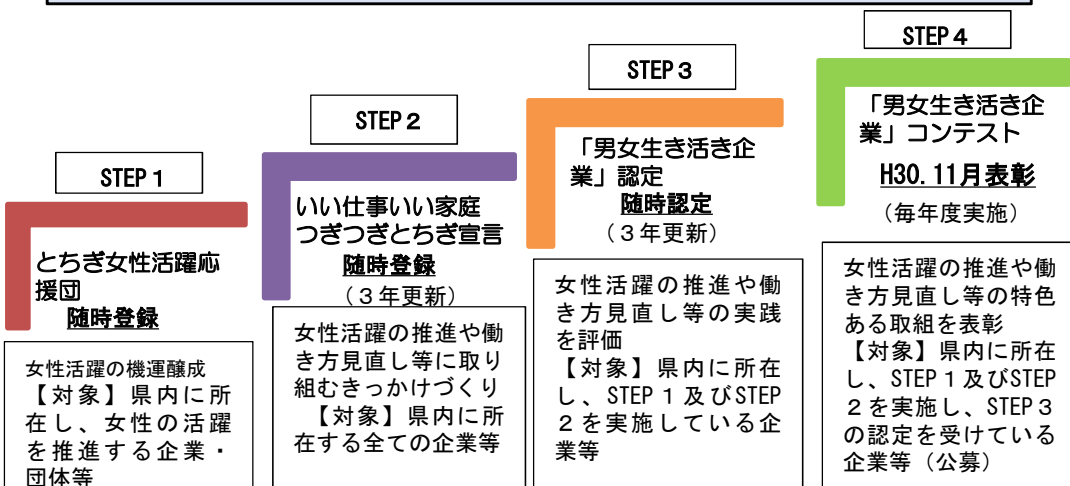 STEP 1
とちぎ女性活躍応
援団
随時登録
女性活躍の機運醸成
【対象】県内に所
在し、女性の活躍
を推進する企業・
団体等
STEP 2
いい仕事いい家庭
つぎつぎとちぎ宣言
随時登録
（３年更新）
女性活躍の推進や働
き方見直し等に取り
組むきっかけづくり
【対象】県内に所
在する全ての企業等
STEP 3
「男女生き活き企
業」認定
随時認定
（３年更新）
女性活躍の推進や働
き方見直し等の実践
を評価
【対象】県内に所在
し、STEP１及びSTEP
２を実施している企
業等
STEP 4
「男女生き活き企
業」コンテスト
H30.11月表彰
（毎年度実施）
女性活躍の推進や働
き方見直し等の特色
ある取組を表彰
【対象】県内に所在
し、STEP１及びSTEP
２を実施し、STEP３
の認定を受けている
企業等（公募）